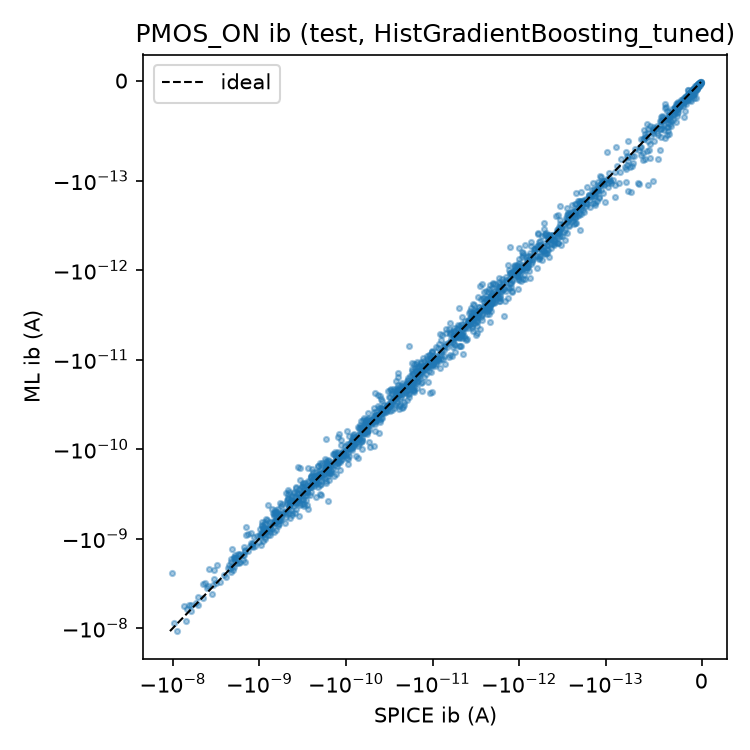 PMOS_ON ib (test, HistGradientBoosting_tuned)
ideal
ML ib (A)
0
−10⁻¹³
−10⁻¹²
−10⁻¹¹
−10⁻¹⁰
−10⁻⁹
−10⁻⁸
−10⁻⁸ −10⁻⁹ −10⁻¹⁰ −10⁻¹¹ −10⁻¹² −10⁻¹³ 0
SPICE ib (A)